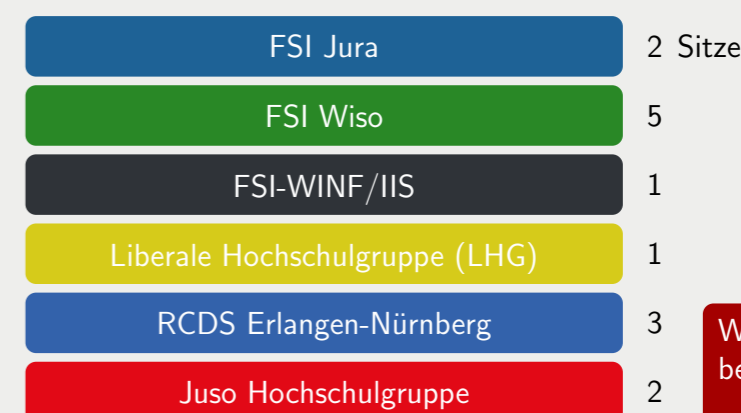 FSI Jura 2 Sitze
FSI Wiso 5
FSI-WINF/IIS 1
Liberale Hochschulgruppe (LHG) 1
RCDS Erlangen-Nürnberg 3
Juso Hochschulgruppe 2